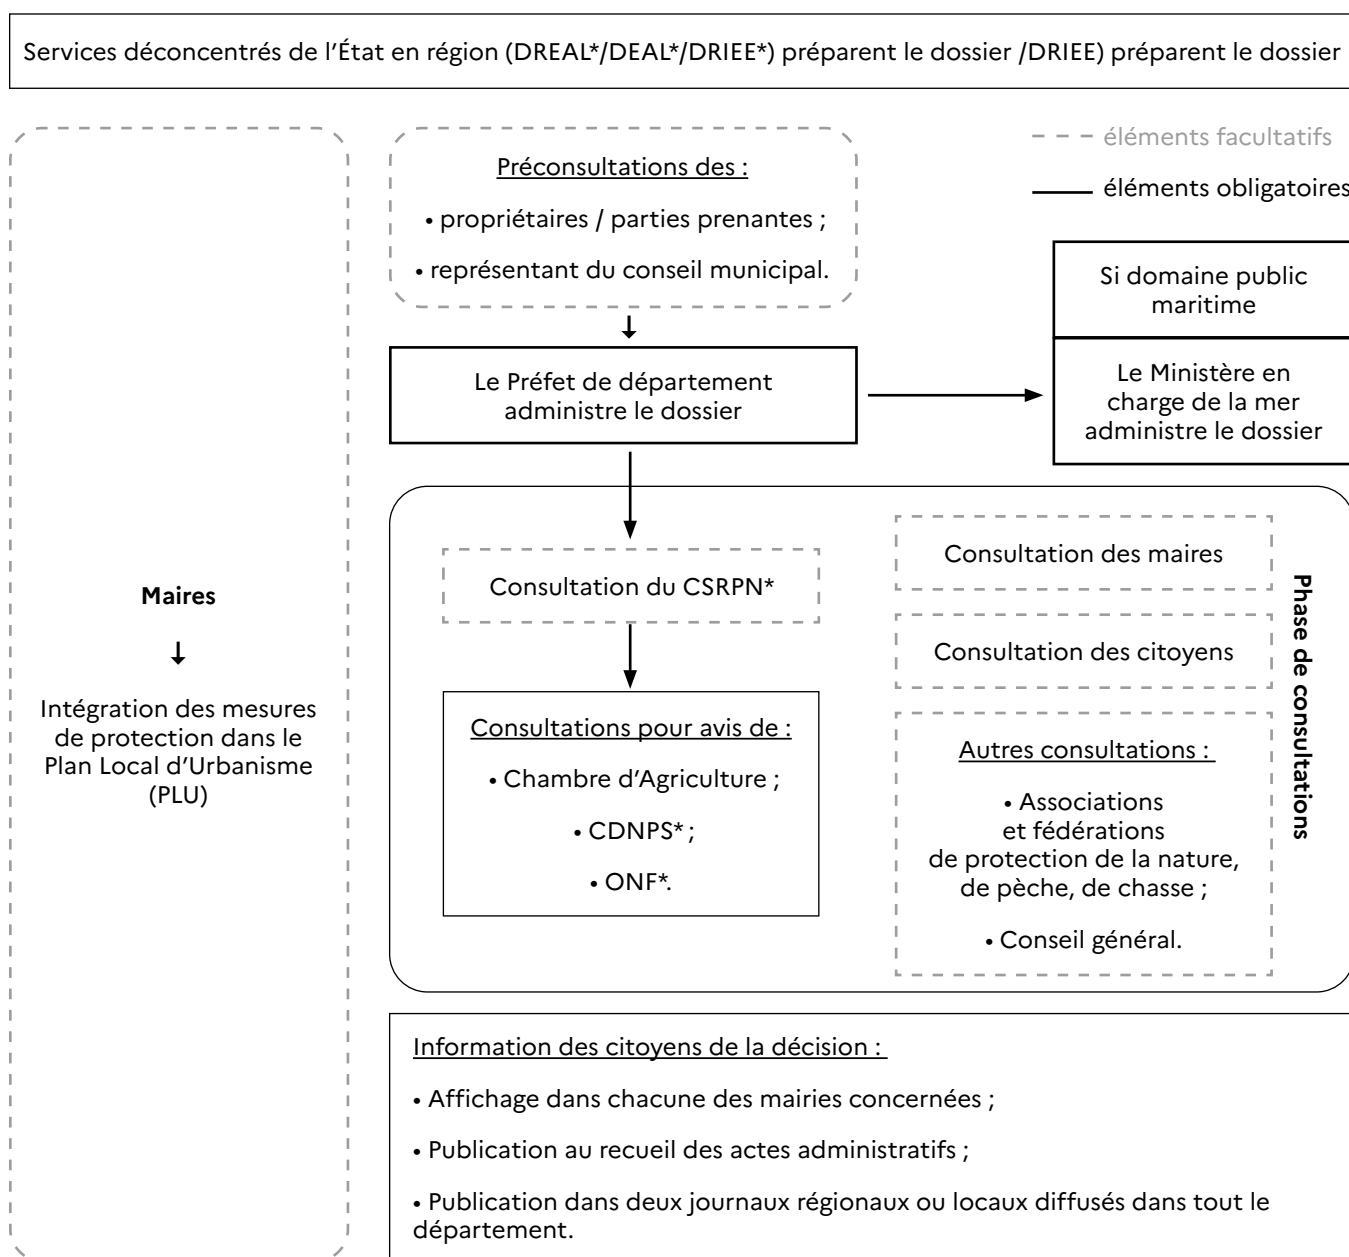 Services déconcentrés de l'État en région (DREAL*/DEAL*/DRIEE*) préparent le dossier /DRIEE) préparent le dossier
éléments facultatifs
éléments obligatoires
Préconsultations des :
• propriétaires / parties prenantes ;
• représentant du conseil municipal.
Si domaine public
maritime
Le Préfet de département
administre le dossier
Le Ministère en
charge de la mer
administre le dossier
Maires
Intégration des mesures
de protection dans le
Plan Local d'Urbanisme
(PLU)
Consultation du CSRPN*
Consultations pour avis de :
• Chambre d'Agriculture ;
• CDNPS* ;
• ONF*.
Consultation des maires
Consultation des citoyens
Autres consultations :
• Associations
et fédérations
de protection de la nature,
de pêche, de chasse ;
• Conseil général.
Phase de consultations
Information des citoyens de la décision :
• Affichage dans chacune des mairies concernées ;
• Publication au recueil des actes administratifs ;
• Publication dans deux journaux régionaux ou locaux diffusés dans tout le
département.